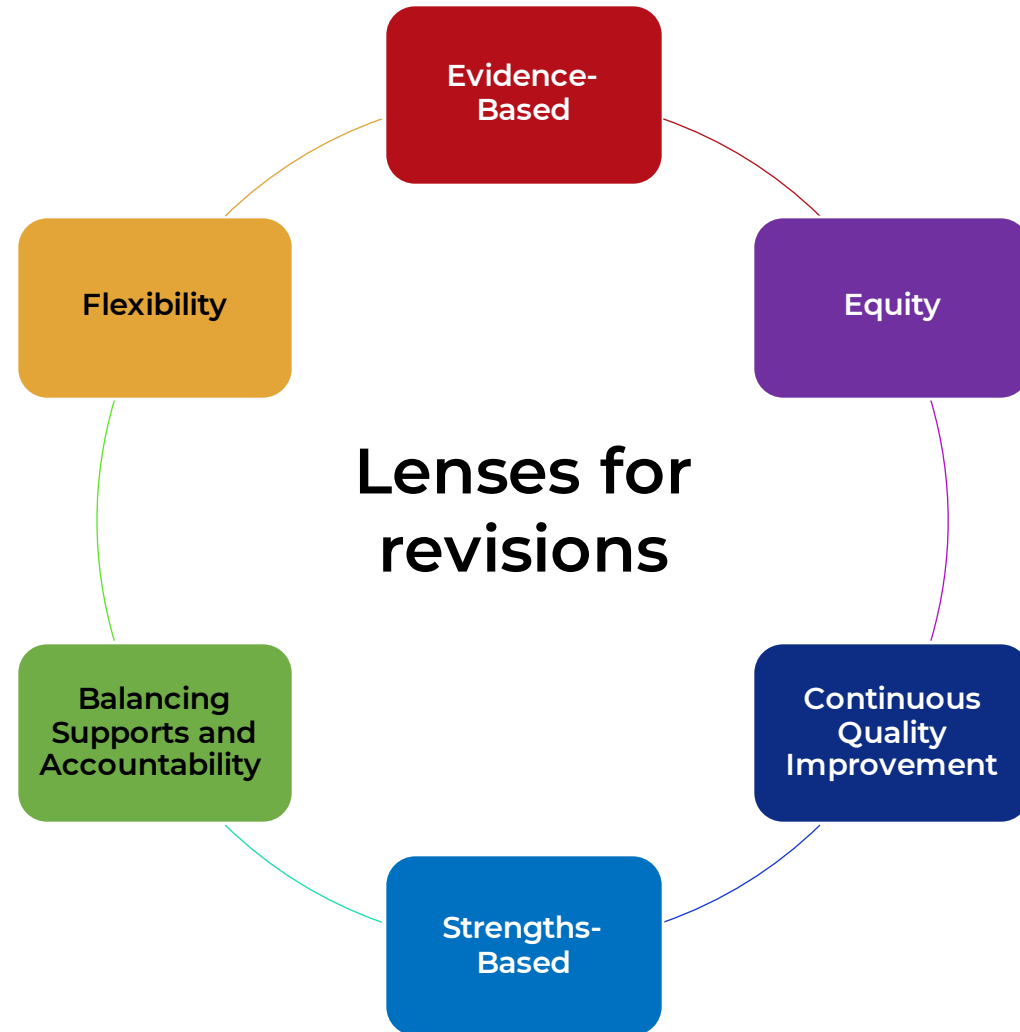 Evidence-
Based
Flexibility
Equity
Lenses for
revisions
Balancing
Supports and
Accountability
Continuous
Quality
Improvement
Strengths-
Based